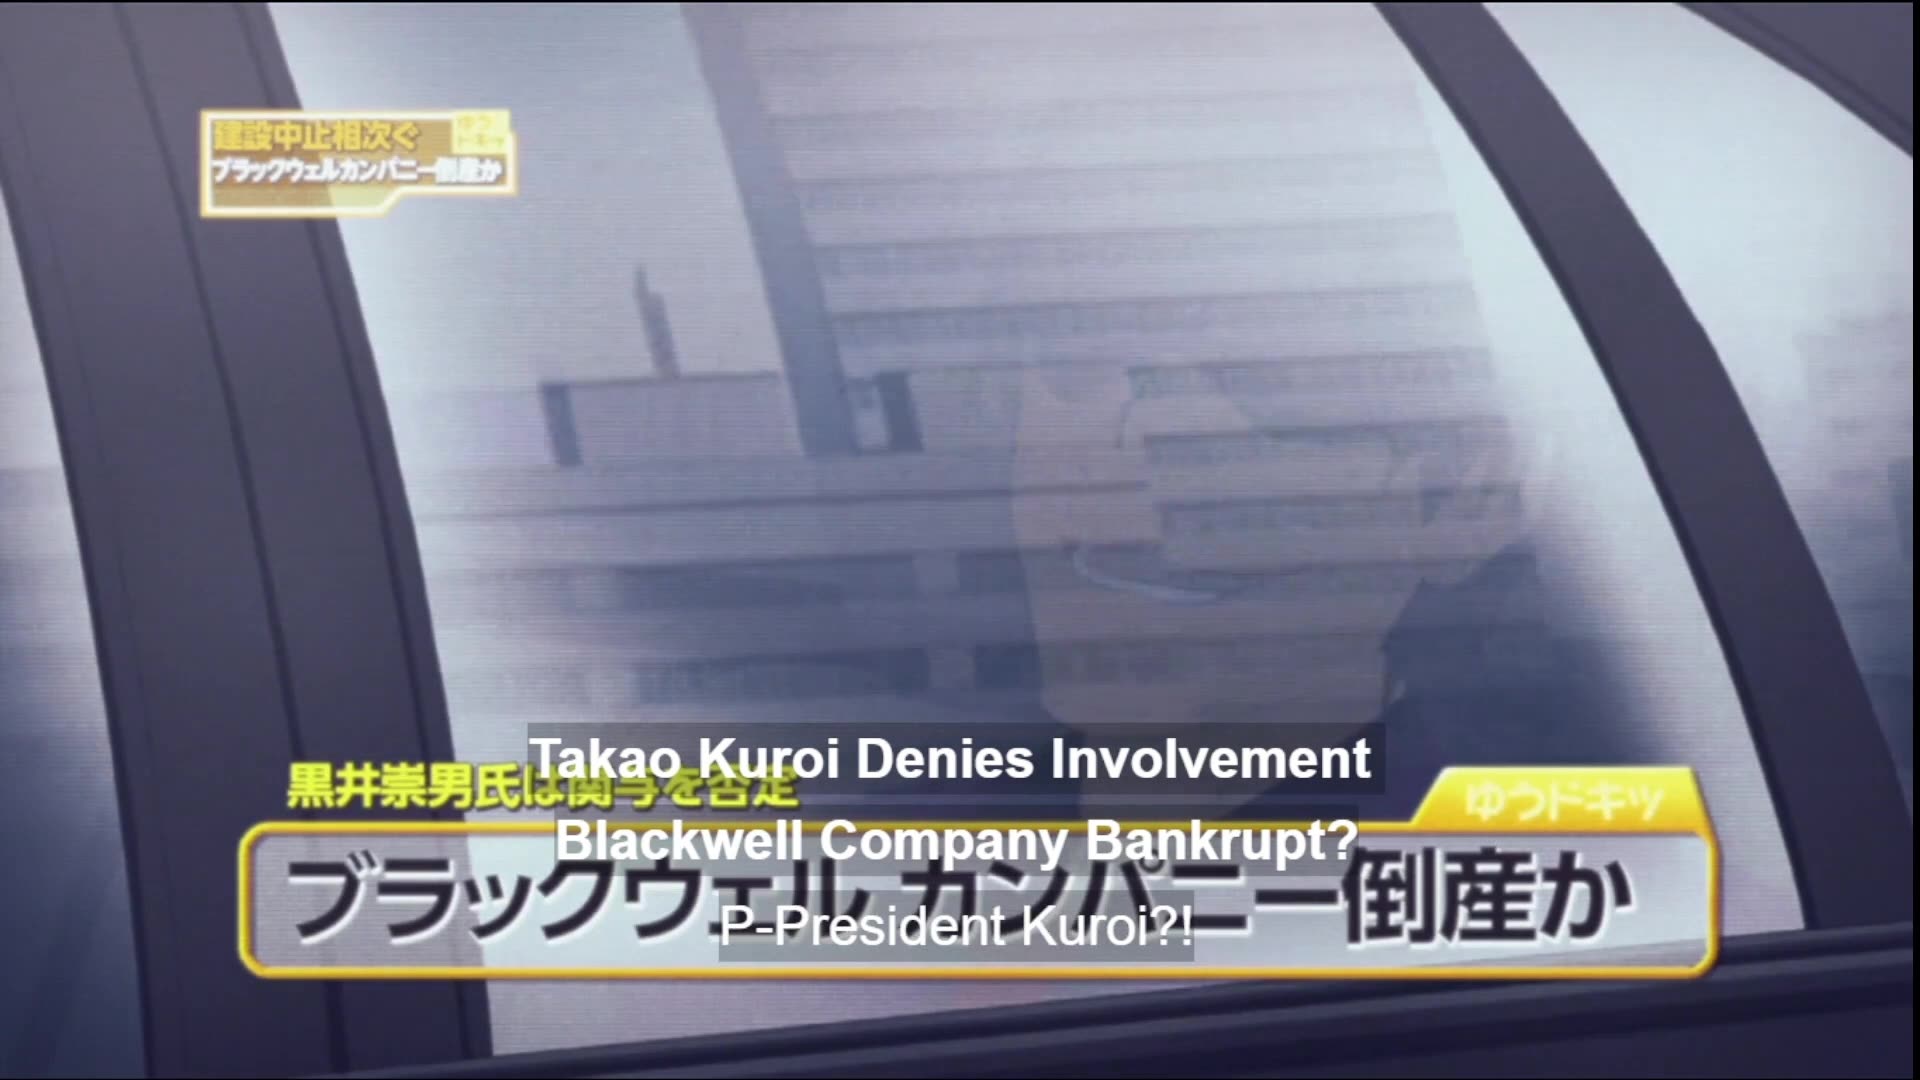 建設中止相次ぐ
ゆう
ドキッ
ブラックウェルカンパニー倒産か
Takao Kuroi Denies Involvement
黒井崇男氏は関与を否定
ゆうドキッ
Blackwell Company Bankrupt?
ブラックウェルカンパニー倒産か
P-President Kuroi?!